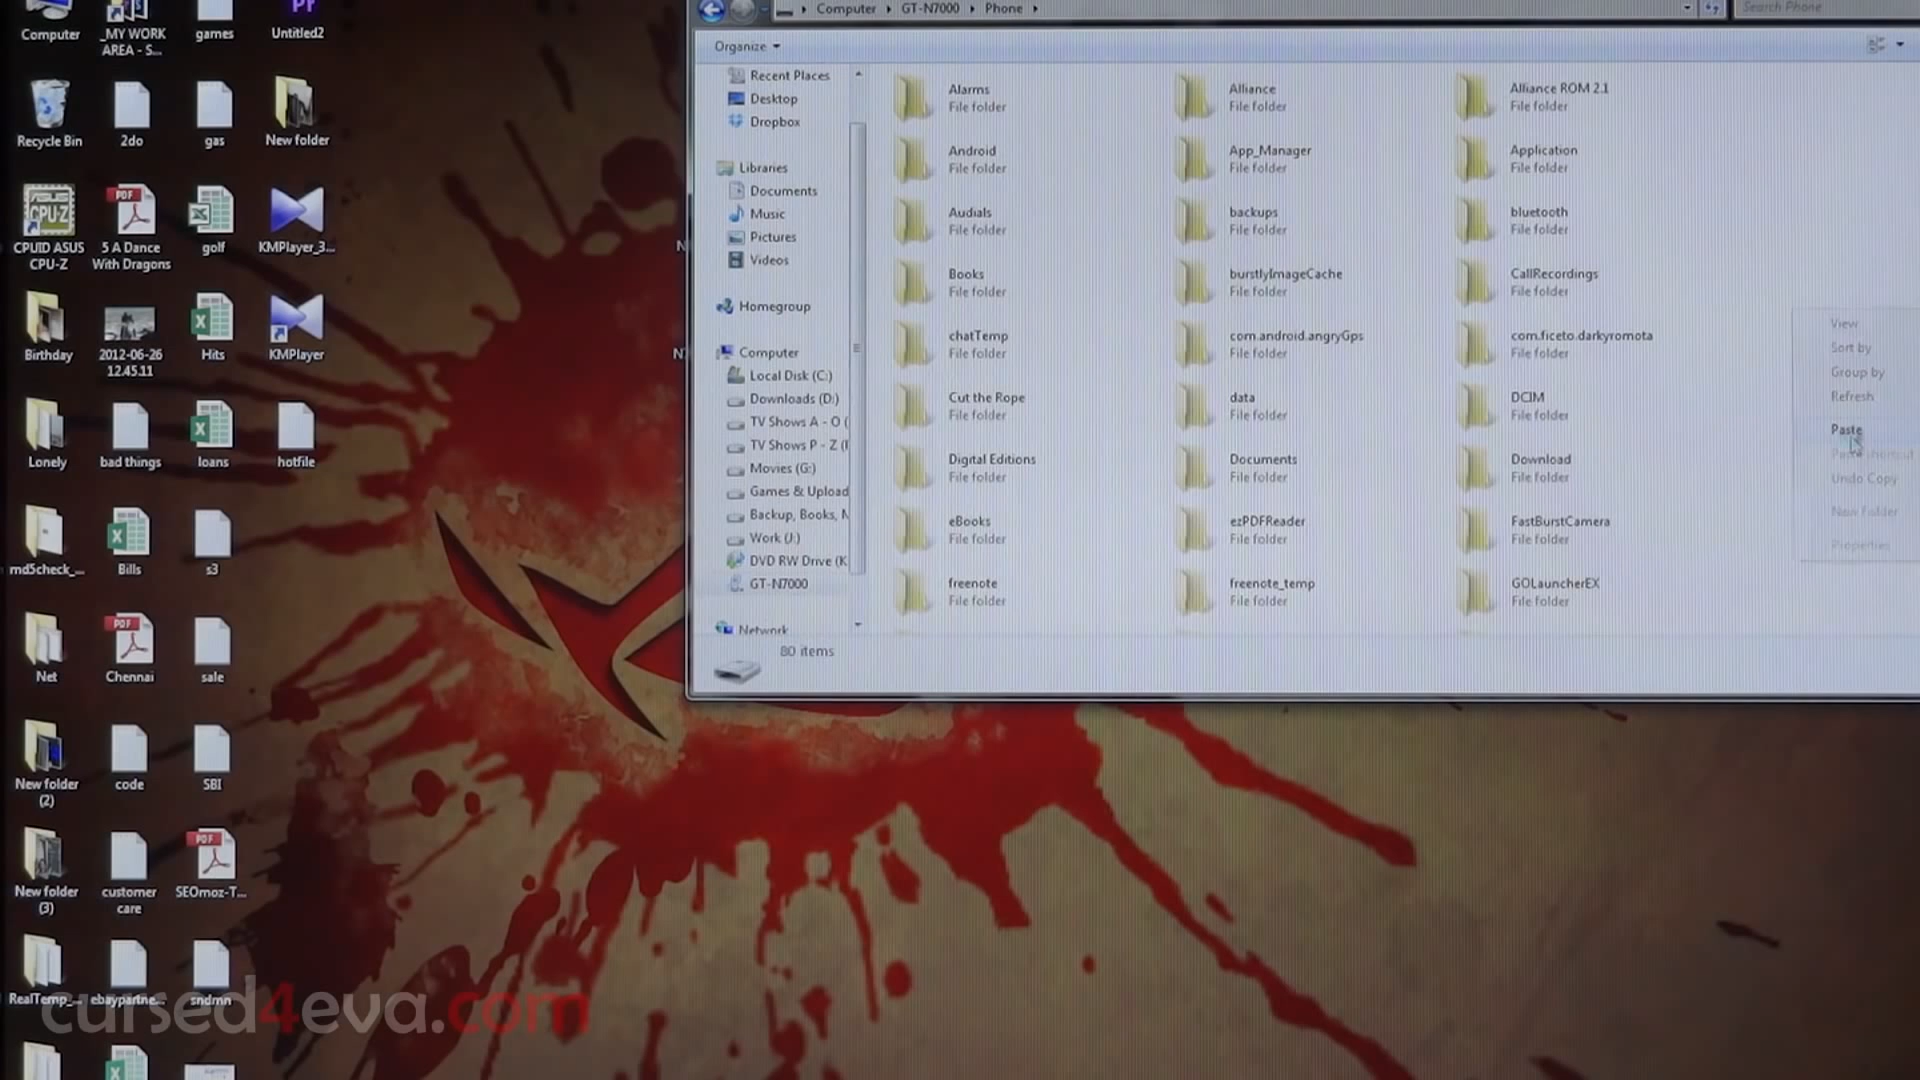 Computer
_MY WORK
AREA - S...
games
Untitled2
Recycle Bin
2do
gas
New folder
CPUID ASUS
CPU-Z
5 A Dance
With Dragons
golf
KMPlayer_3...
Birthday
2012-06-26
12.45.11
Hits
KMPlayer
Lonely
bad things
loans
hotfile
md5check_...
Bills
s3
Net
Chennai
sale
New folder
(2)
code
SBI
New folder
(3)
customer
care
SEOmoz-T...
RealTemp_...
ebaypartne...
sndmn
cursed4eva.com
Computer
GT-N7000
Phone
Search Phone
Organize
Recent Places
Desktop
Dropbox
Libraries
Documents
Music
Pictures
Videos
Homegroup
Computer
Local Disk (C:)
Downloads (D:)
TV Shows A - O (
TV Shows P - Z (
Movies (G:)
Games & Upload
Backup, Books, M
Work (J:)
DVD RW Drive (K
GT-N7000
Network
Alarms
File folder
Alliance
File folder
Alliance ROM 2.1
File folder
Android
File folder
App_Manager
File folder
Application
File folder
Audials
File folder
backups
File folder
bluetooth
File folder
Books
File folder
burstlyImageCache
File folder
CallRecordings
File folder
chatTemp
File folder
com.android.angryGps
File folder
com.ficeto.darkyromota
File folder
Cut the Rope
File folder
data
File folder
DCIM
File folder
Digital Editions
File folder
Documents
File folder
Download
File folder
eBooks
File folder
ezPDFReader
File folder
FastBurstCamera
File folder
freenote
File folder
freenote_temp
File folder
GOLauncherEX
File folder
80 items
View
Sort by
Group by
Refresh
Paste
Paste shortcut
Undo Copy
New Folder
Properties